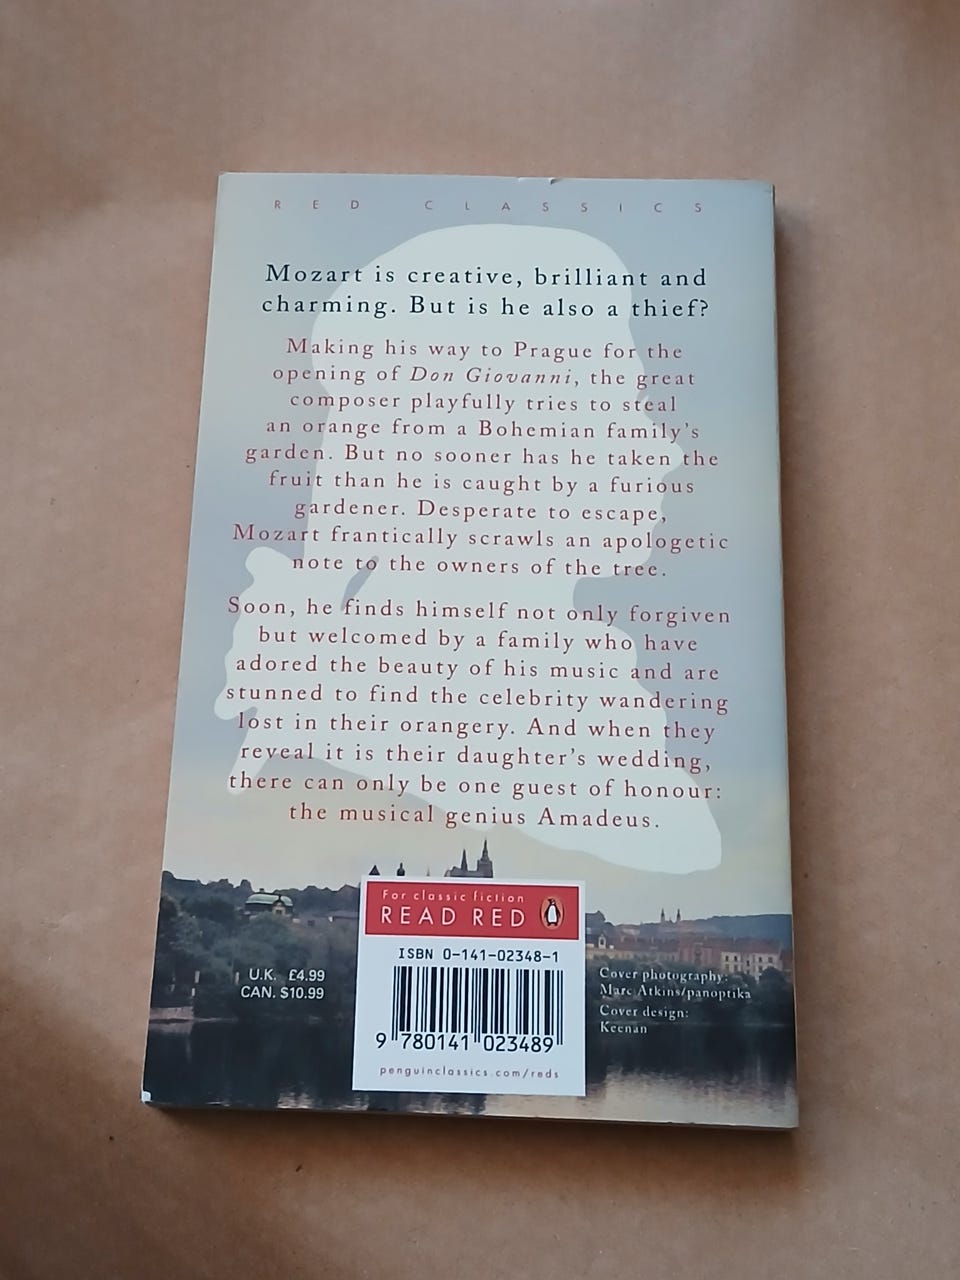 RED CLASSICS
Mozart is creative, brilliant and
charming. But is he also a thief?
Making his way to Prague for the
opening of Don Giovanni, the great
composer playfully tries to steal
an orange from a Bohemian family's
garden. But no sooner has he taken the
fruit than he is caught by a furious
gardener. Desperate to escape,
Mozart frantically scrawls an apologetic
note to the owners of the tree.
Soon, he finds himself not only forgiven
but welcomed by a family who have
adored the beauty of his music and are
stunned to find the celebrity wandering
lost in their orangery. And when they
reveal it is their daughter's wedding,
there can only be one guest of honour:
the musical genius Amadeus.
For classic fiction
READ RED
ISBN 0-141-02348-1
9 780141 023489
penguinclassics.com/reds
U.K. £4.99
CAN. $10.99
Cover photography:
Marc Atkins/panoptika
Cover design:
Keenan